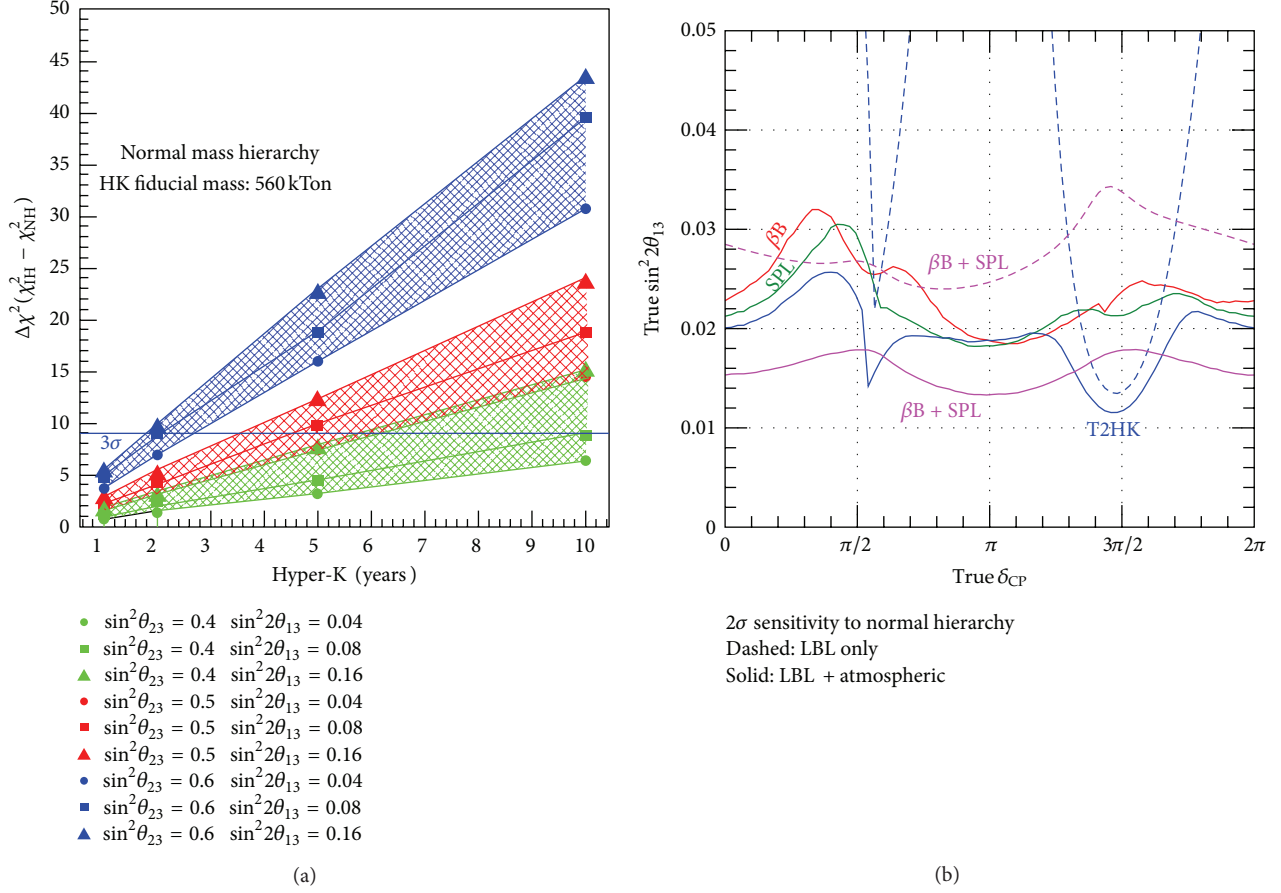 50
45
40
35
30
25
20
15
10
5
0
Δχ² (χ²_IH − χ²_NH)
Normal mass hierarchy
HK fiducial mass: 560 kTon
3σ
1 2 3 4 5 6 7 8 9 10
Hyper-K (years)
sin²θ₂₃ = 0.4 sin²2θ₁₃ = 0.04
sin²θ₂₃ = 0.4 sin²2θ₁₃ = 0.08
sin²θ₂₃ = 0.4 sin²2θ₁₃ = 0.16
sin²θ₂₃ = 0.5 sin²2θ₁₃ = 0.04
sin²θ₂₃ = 0.5 sin²2θ₁₃ = 0.08
sin²θ₂₃ = 0.5 sin²2θ₁₃ = 0.16
sin²θ₂₃ = 0.6 sin²2θ₁₃ = 0.04
sin²θ₂₃ = 0.6 sin²2θ₁₃ = 0.08
sin²θ₂₃ = 0.6 sin²2θ₁₃ = 0.16
(a)
0.05
0.04
0.03
0.02
0.01
0
True sin²2θ₁₃
βB
SPL
βB + SPL
βB + SPL
T2HK
0 π/2 π 3π/2 2π
True δ_CP
2σ sensitivity to normal hierarchy
Dashed: LBL only
Solid: LBL + atmospheric
(b)